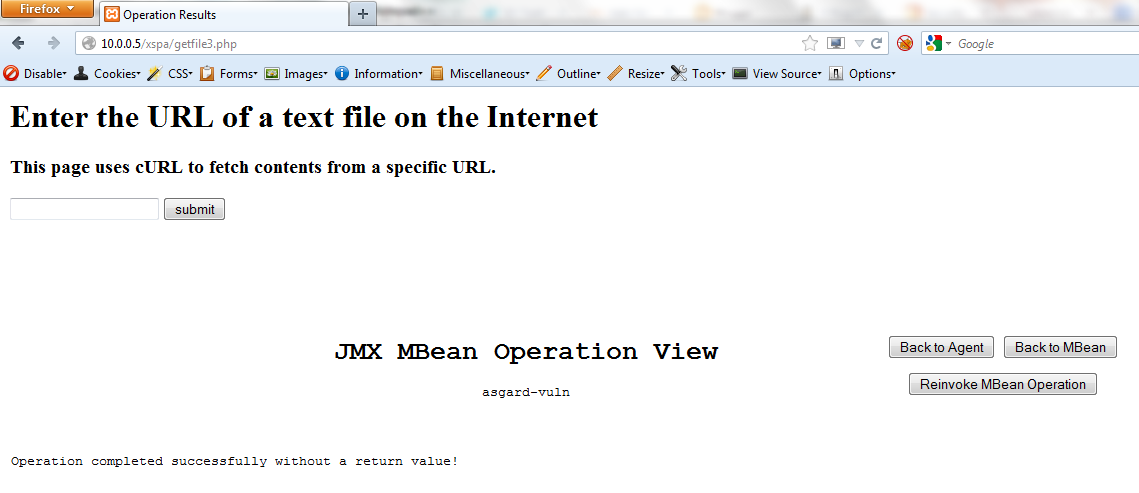 Firefox
Operation Results
10.0.0.5/xspa/getfile3.php
Google
Disable Cookies CSS Forms Images Information Miscellaneous Outline Resize Tools View Source Options
Enter the URL of a text file on the Internet
This page uses cURL to fetch contents from a specific URL.
submit
JMX MBean Operation View
Back to Agent Back to MBean
asgard-vuln
Reinvoke MBean Operation
Operation completed successfully without a return value!